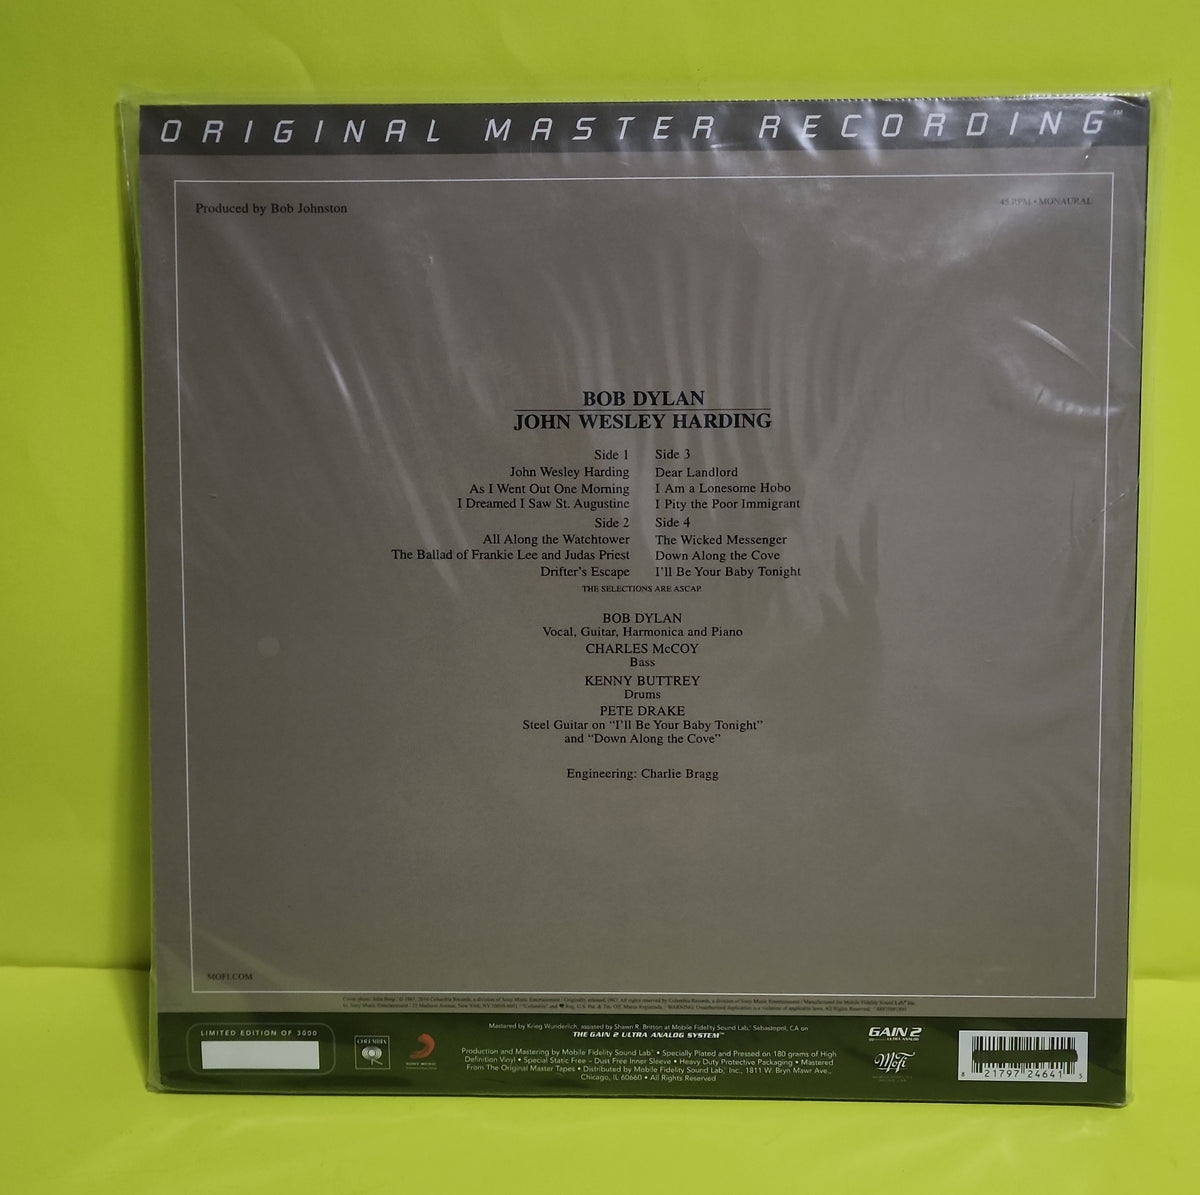 ORIGINAL MASTER RECORDING™
Produced by Bob Johnston
45 RPM • MONAURAL
BOB DYLAN
JOHN WESLEY HARDING
Side 1
John Wesley Harding
As I Went Out One Morning
I Dreamed I Saw St. Augustine
Side 2
All Along the Watchtower
The Ballad of Frankie Lee and Judas Priest
Drifter's Escape
Side 3
Dear Landlord
I Am a Lonesome Hobo
I Pity the Poor Immigrant
Side 4
The Wicked Messenger
Down Along the Cove
I'll Be Your Baby Tonight
THE SELECTIONS ARE ASCAP.
BOB DYLAN
Vocal, Guitar, Harmonica and Piano
CHARLES McCOY
Bass
KENNY BUTTREY
Drums
PETE DRAKE
Steel Guitar on “I'll Be Your Baby Tonight”
and “Down Along the Cove”
Engineering: Charlie Bragg
MOFI.COM
LIMITED EDITION OF 3000
COLUMBIA
Mastered by Krieg Wunderlich, assisted by Shawn R. Britton at Mobile Fidelity Sound Lab, Sebastopol, CA on
THE GAIN 2 ULTRA ANALOG SYSTEM™
Production and Mastering by Mobile Fidelity Sound Lab • Specially Plated and Pressed on 180 grams of High
Definition Vinyl • Special Static Free - Dust Free Inner Sleeve • Heavy Duty Protective Packaging • Mastered
From The Original Master Tapes • Distributed by Mobile Fidelity Sound Lab, Inc., 1811 W. Bryn Mawr Ave.,
Chicago, IL 60660 • All Rights Reserved
GAIN 2
ULTRA ANALOG
MoFi
8 21797 24641 5